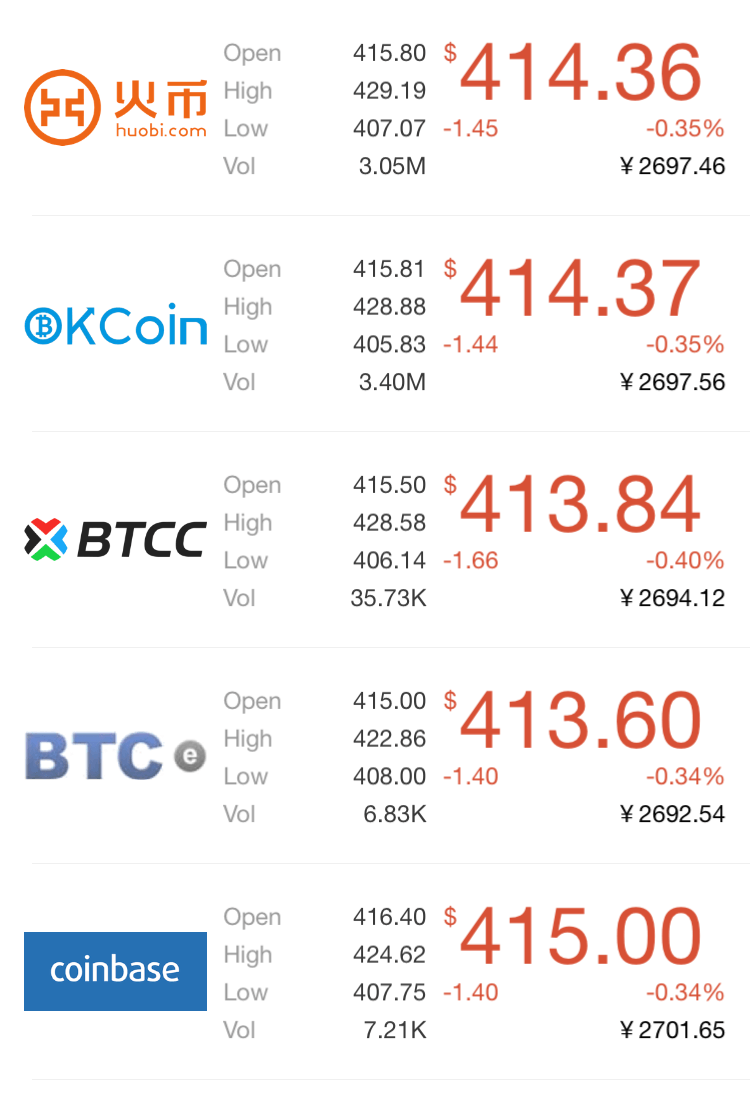 火币
huobi.com
Open 415.80 $ 414.36
High 429.19
Low 407.07 -1.45 -0.35%
Vol 3.05M ¥2697.46
OKCoin
Open 415.81 $ 414.37
High 428.88
Low 405.83 -1.44 -0.35%
Vol 3.40M ¥2697.56
BTCC
Open 415.50 $ 413.84
High 428.58
Low 406.14 -1.66 -0.40%
Vol 35.73K ¥2694.12
BTC e
Open 415.00 $ 413.60
High 422.86
Low 408.00 -1.40 -0.34%
Vol 6.83K ¥2692.54
coinbase
Open 416.40 $ 415.00
High 424.62
Low 407.75 -1.40 -0.34%
Vol 7.21K ¥2701.65